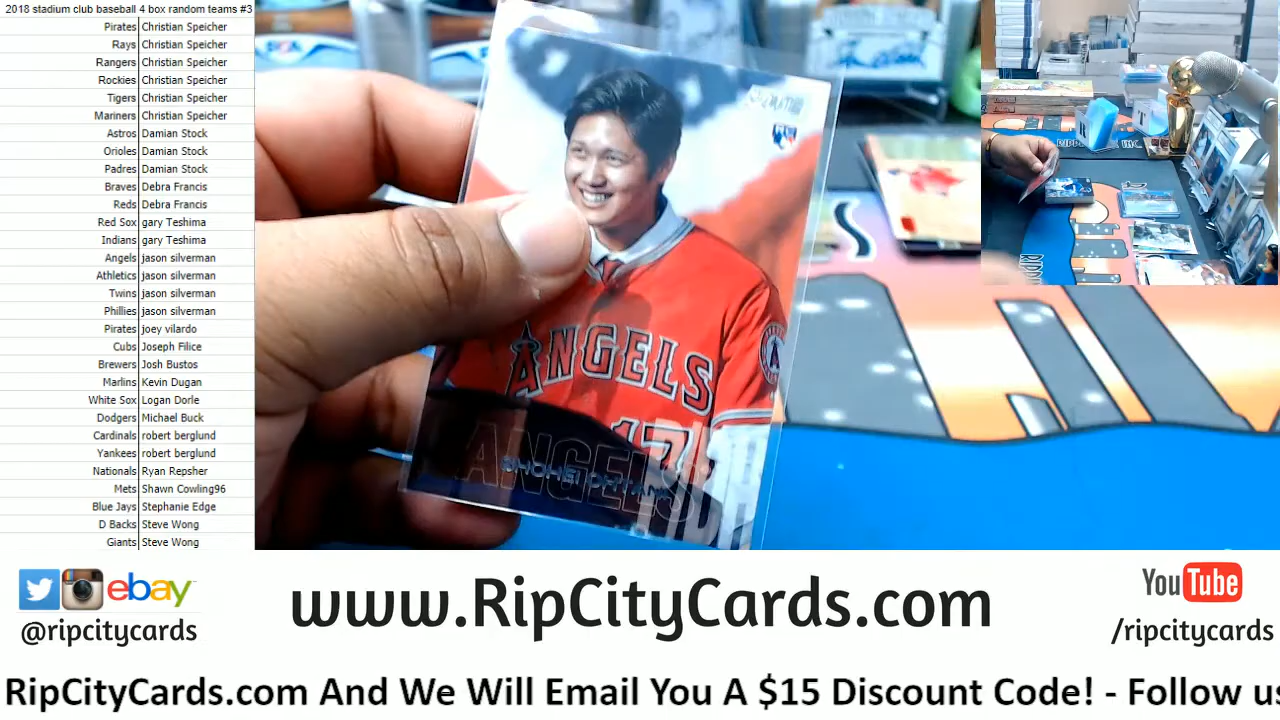 2018 stadium club baseball 4 box random teams #3
Pirates Christian Speicher
Rays Christian Speicher
Rangers Christian Speicher
Rockies Christian Speicher
Tigers Christian Speicher
Mariners Christian Speicher
Astros Damian Stock
Orioles Damian Stock
Padres Damian Stock
Braves Debra Francis
Reds Debra Francis
Red Sox gary Teshima
Indians gary Teshima
Angels jason silverman
Athletics jason silverman
Twins jason silverman
Phillies jason silverman
Pirates joey vilardo
Cubs Joseph Filice
Brewers Josh Bustos
Marlins Kevin Dugan
White Sox Logan Dorle
Dodgers Michael Buck
Cardinals robert berglund
Yankees robert berglund
Nationals Ryan Repsher
Mets Shawn Cowling96
Blue Jays Stephanie Edge
D Backs Steve Wong
Giants Steve Wong
ANGELS
17
ANGELS
SHOHEI OHTANI
ebay
@ripcitycards
www.RipCityCards.com
YouTube
/ripcitycards
RipCityCards.com And We Will Email You A $15 Discount Code! - Follow us